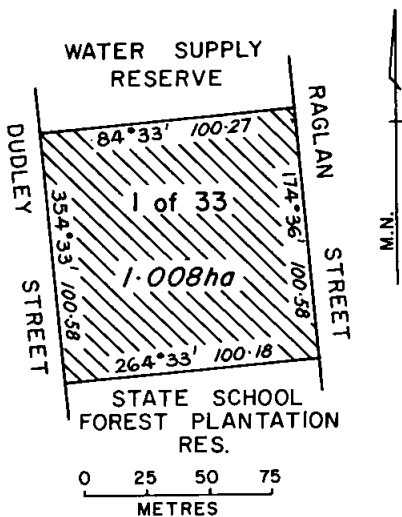 WATER SUPPLY
RESERVE
DUDLEY STREET
RAGLAN STREET
84°33' 100·27
354°33' 100·58
1 of 33
1·008ha
174°36' 100·58
264°33' 100·18
M.N.
STATE SCHOOL
FOREST PLANTATION
RES.
0 25 50 75
METRES